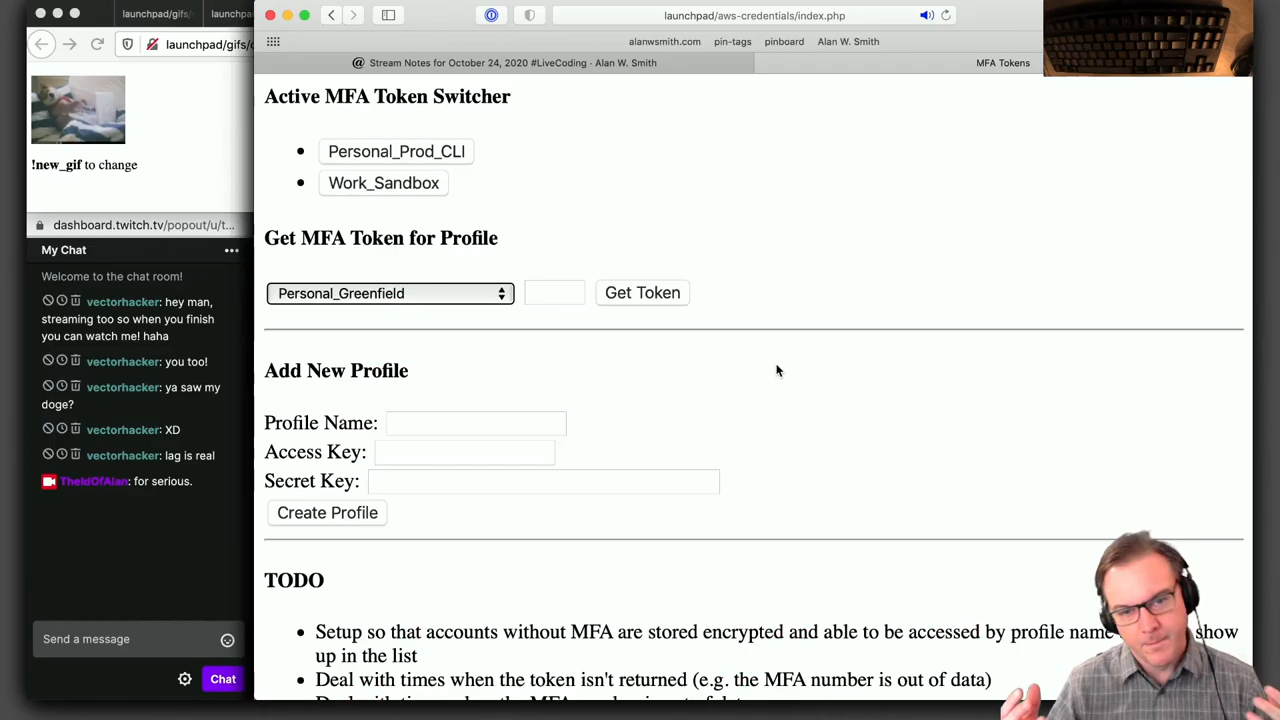 launchpad/gifs/
launchpad/gifs/
launchpad/gifs/
!new_gif to change
dashboard.twitch.tv/popout/u/t...
My Chat
Welcome to the chat room!
vectorhacker: hey man,
streaming too so when you finish
you can watch me! haha
vectorhacker: you too!
vectorhacker: ya saw my
doge?
vectorhacker: XD
vectorhacker: lag is real
TheIdOfAlan: for serious.
Send a message
Chat
launchpad/aws-credentials/index.php
alanwsmith.com
pin-tags
pinboard
Alan W. Smith
@ Stream Notes for October 24, 2020 #LiveCoding - Alan W. Smith
MFA Tokens
Active MFA Token Switcher
• Personal_Prod_CLI
• Work_Sandbox
Get MFA Token for Profile
Personal_Greenfield
Get Token
Add New Profile
Profile Name:
Access Key:
Secret Key:
Create Profile
TODO
• Setup so that accounts without MFA are stored encrypted and able to be accessed by profile name show
up in the list
• Deal with times when the token isn't returned (e.g. the MFA number is out of data)